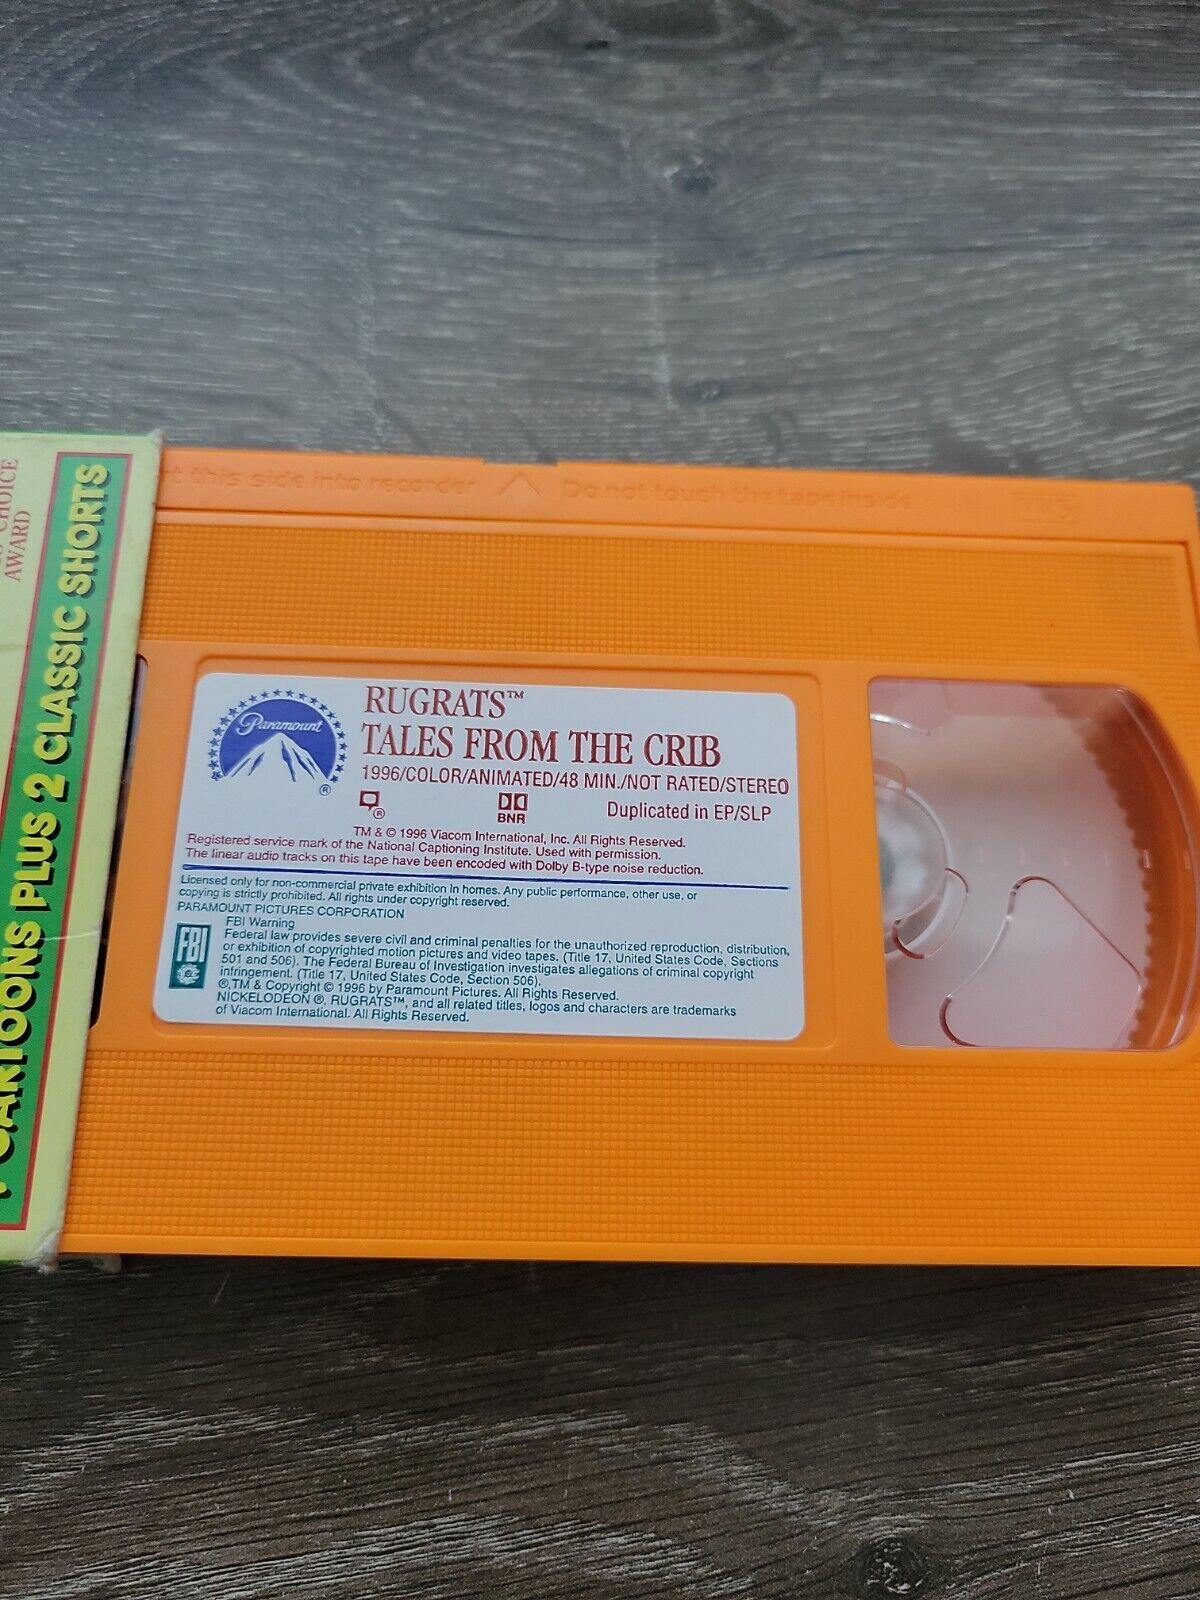 CHOICE
AWARD
CARTOONS PLUS 2 CLASSIC SHORTS
this side into recorder
Do not touch the tape inside
VHS
Paramount
®
RUGRATS™
TALES FROM THE CRIB
1996/COLOR/ANIMATED/48 MIN./NOT RATED/STEREO
®
BNR
Duplicated in EP/SLP
TM & © 1996 Viacom International, Inc. All Rights Reserved.
Registered service mark of the National Captioning Institute. Used with permission.
The linear audio tracks on this tape have been encoded with Dolby B-type noise reduction.
Licensed only for non-commercial private exhibition in homes. Any public performance, other use, or
copying is strictly prohibited. All rights under copyright reserved.
PARAMOUNT PICTURES CORPORATION
FBI
FBI Warning
Federal law provides severe civil and criminal penalties for the unauthorized reproduction, distribution,
or exhibition of copyrighted motion pictures and video tapes. (Title 17, United States Code, Sections
501 and 506). The Federal Bureau of Investigation investigates allegations of criminal copyright
infringement. (Title 17, United States Code, Section 506).
®,TM & Copyright © 1996 by Paramount Pictures. All Rights Reserved.
NICKELODEON ®, RUGRATS™, and all related titles, logos and characters are trademarks
of Viacom International. All Rights Reserved.